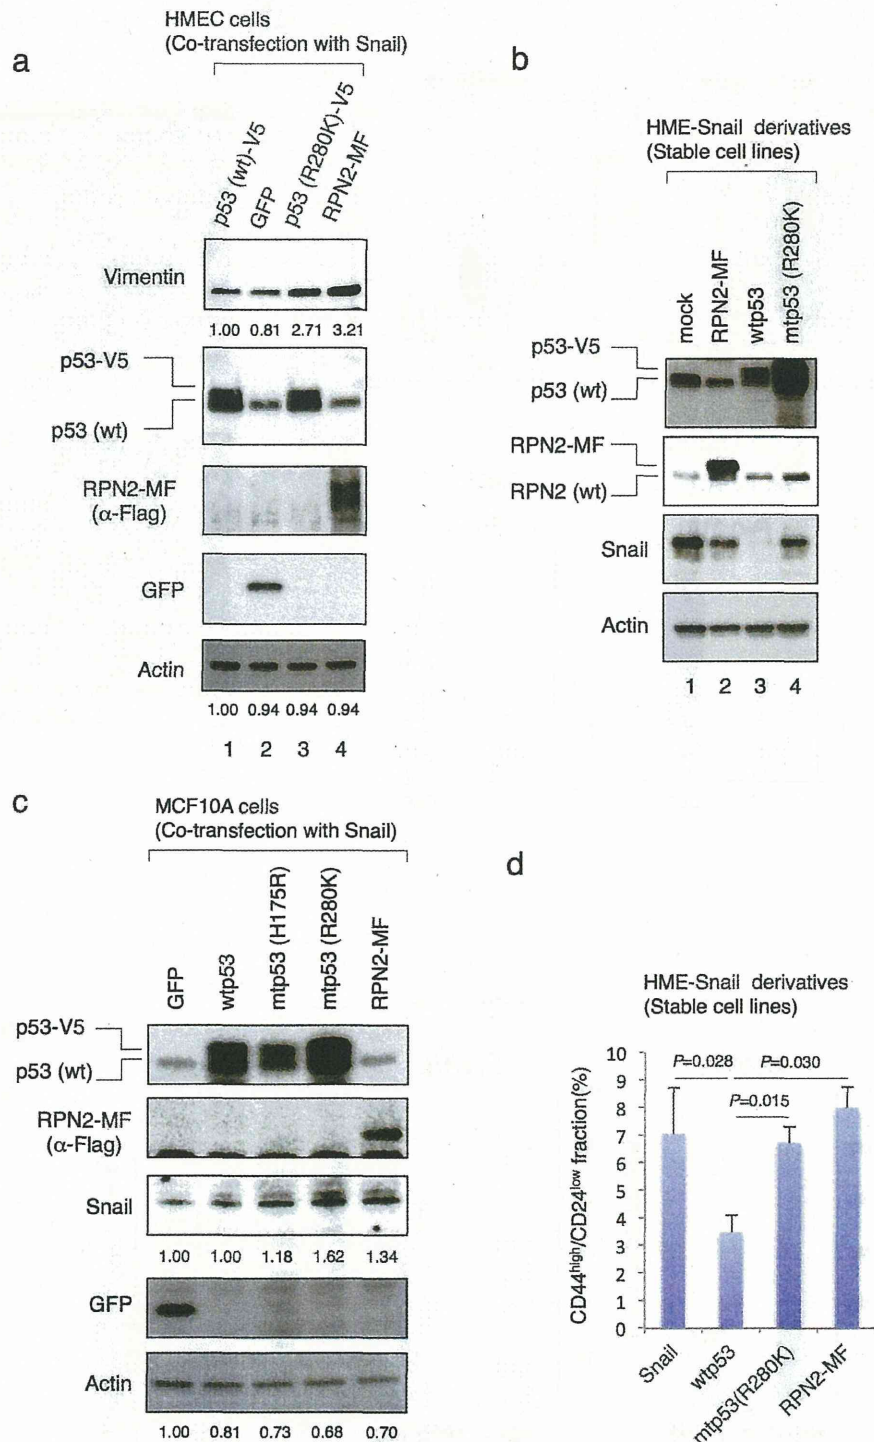 a
HMEC cells
(Co-transfection with Snail)
p53 (wt)-V5
GFP
p53 (R280K)-V5
RPN2-MF
Vimentin
1.00 0.81 2.71 3.21
p53-V5
p53 (wt)
RPN2-MF
(α-Flag)
GFP
Actin
1.00 0.94 0.94 0.94
1 2 3 4
b
HME-Snail derivatives
(Stable cell lines)
mock
RPN2-MF
wtp53
mtp53 (R280K)
p53-V5
p53 (wt)
RPN2-MF
RPN2 (wt)
Snail
Actin
1 2 3 4
c
MCF10A cells
(Co-transfection with Snail)
GFP
wtp53
mtp53 (H175R)
mtp53 (R280K)
RPN2-MF
p53-V5
p53 (wt)
RPN2-MF
(α-Flag)
Snail
1.00 1.00 1.18 1.62 1.34
GFP
Actin
1.00 0.81 0.73 0.68 0.70
d
HME-Snail derivatives
(Stable cell lines)
CD44high/CD24low fraction(%)
10
9
8
7
6
5
4
3
2
1
0
P=0.028
P=0.030
P=0.015
Snail
wtp53
mtp53(R280K)
RPN2-MF